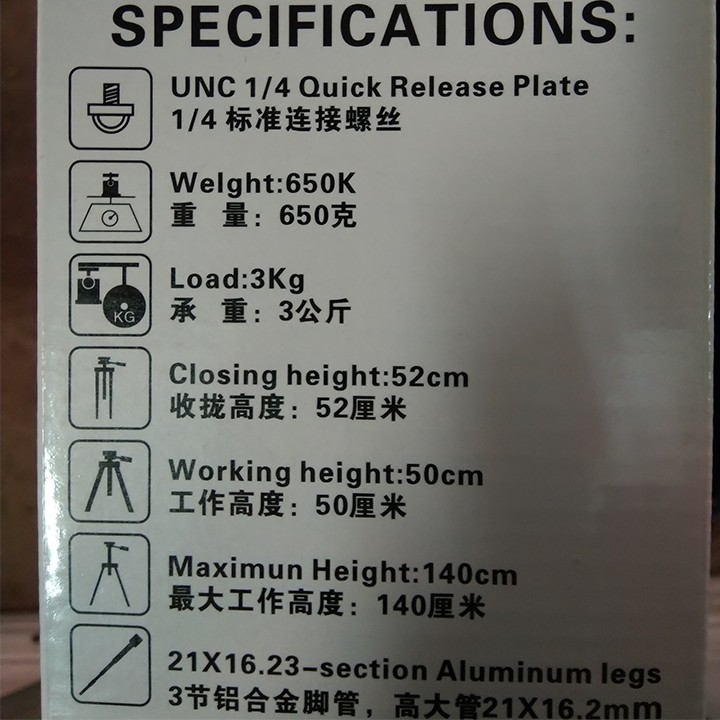 SPECIFICATIONS:
UNC 1/4 Quick Release Plate
1/4 标准连接螺丝
Welght:650K
重 量：650克
Load:3Kg
承 重：3公斤
KG
Closing height:52cm
收拢高度：52厘米
Working height:50cm
工作高度：50厘米
Maximun Height:140cm
最大工作高度：140厘米
21X16.23-section Aluminum legs
3节铝合金脚管，高大管21X16.2mm